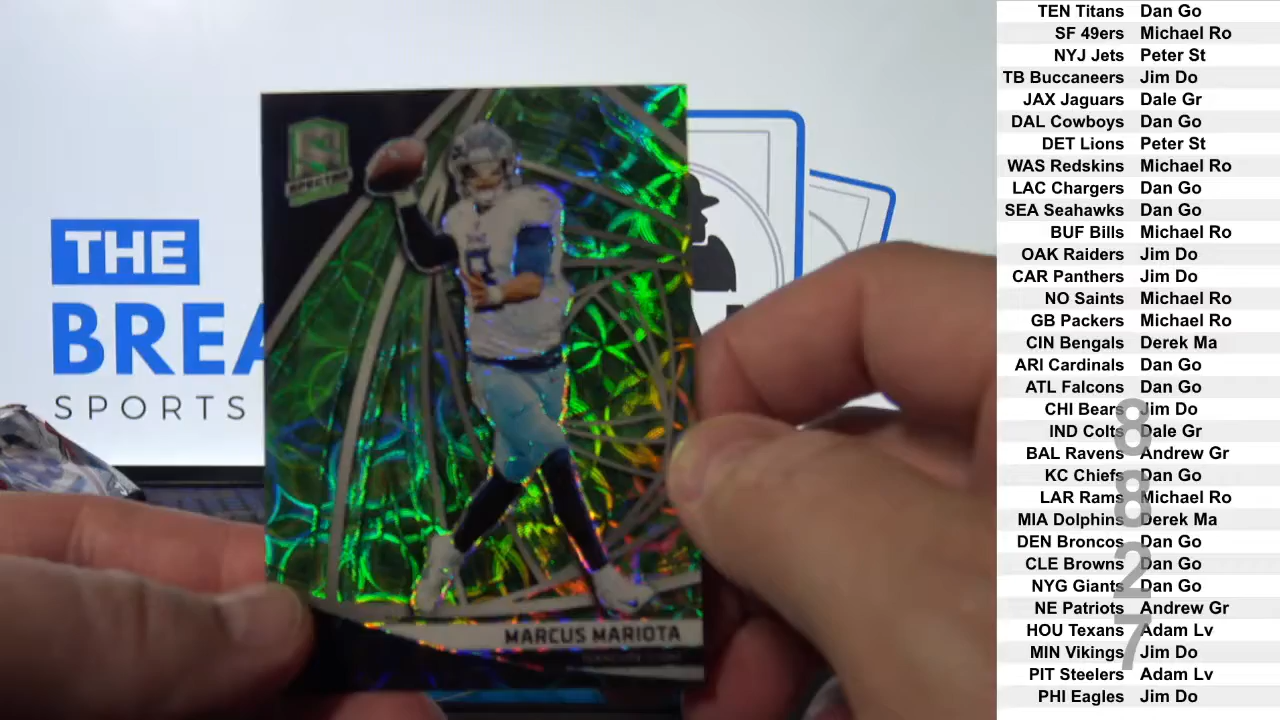 THE
BREA
SPORTS
SPECTRA
MARCUS MARIOTA
TEN Titans Dan Go
SF 49ers Michael Ro
NYJ Jets Peter St
TB Buccaneers Jim Do
JAX Jaguars Dale Gr
DAL Cowboys Dan Go
DET Lions Peter St
WAS Redskins Michael Ro
LAC Chargers Dan Go
SEA Seahawks Dan Go
BUF Bills Michael Ro
OAK Raiders Jim Do
CAR Panthers Jim Do
NO Saints Michael Ro
GB Packers Michael Ro
CIN Bengals Derek Ma
ARI Cardinals Dan Go
ATL Falcons Dan Go
CHI Bears Jim Do
IND Colts Dale Gr
BAL Ravens Andrew Gr
KC Chiefs Dan Go
LAR Rams Michael Ro
MIA Dolphins Derek Ma
DEN Broncos Dan Go
CLE Browns Dan Go
NYG Giants Dan Go
NE Patriots Andrew Gr
HOU Texans Adam Lv
MIN Vikings Jim Do
PIT Steelers Adam Lv
PHI Eagles Jim Do
8
8
2
7